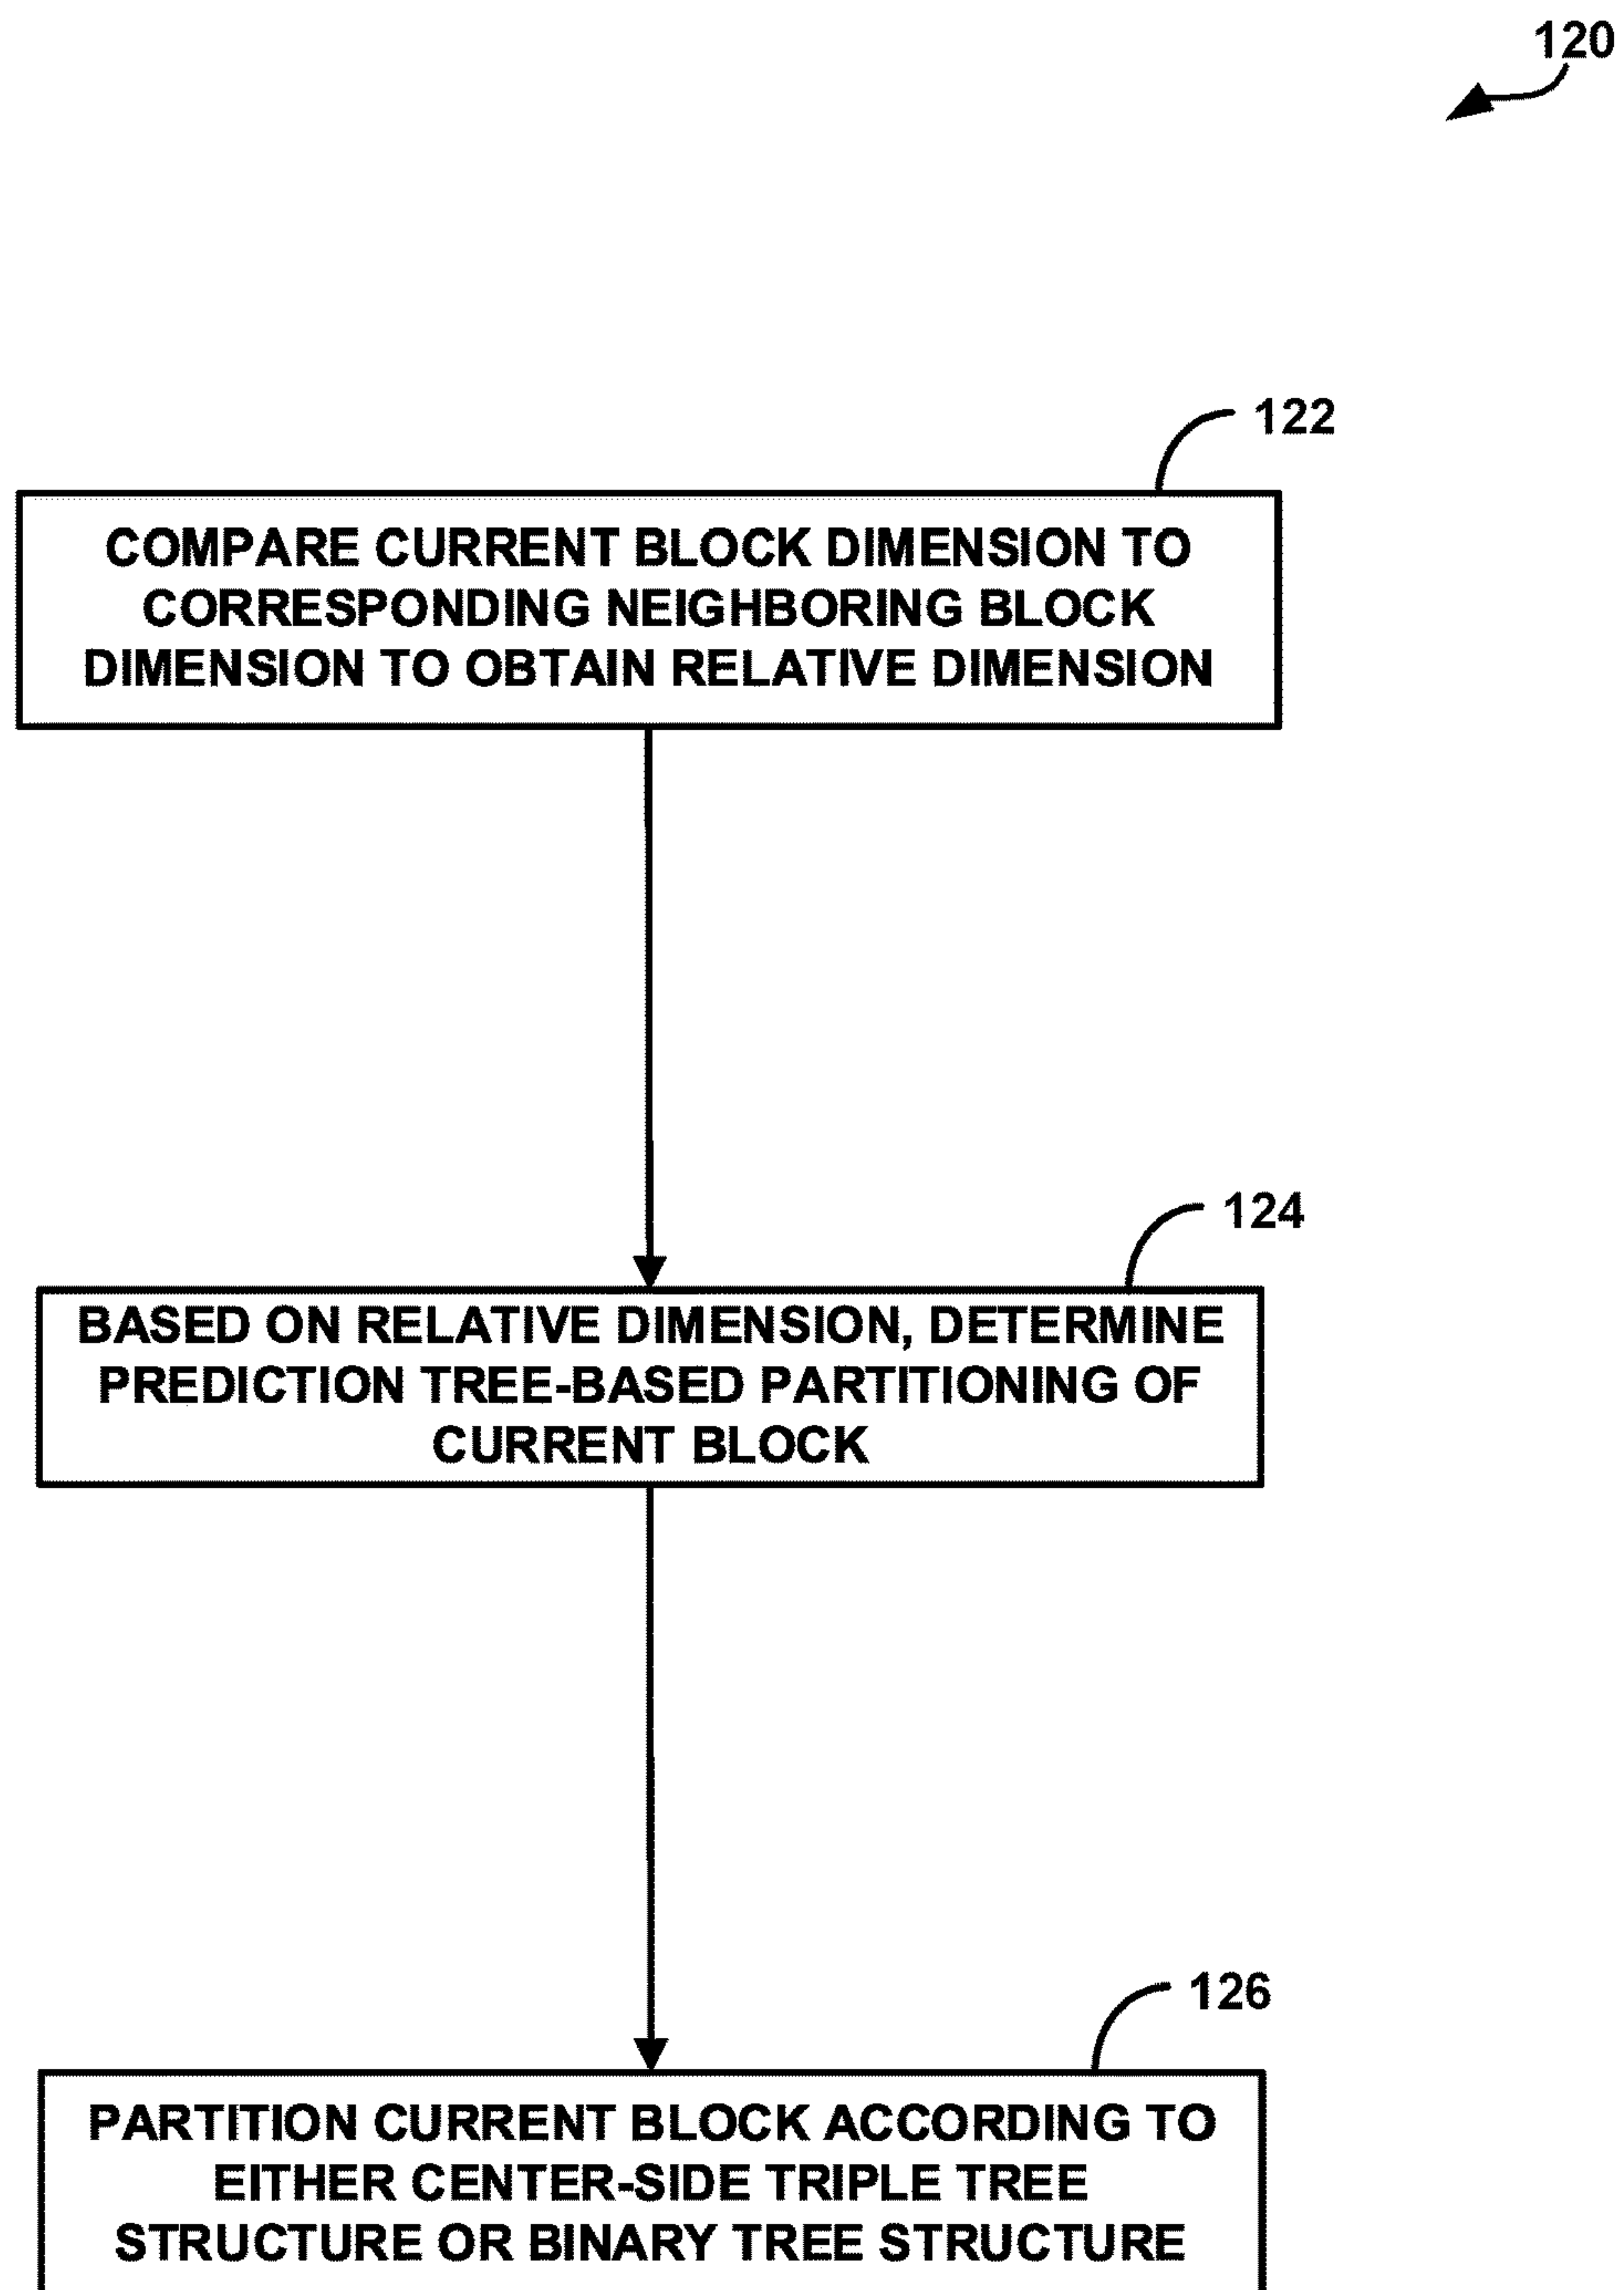 120
122
COMPARE CURRENT BLOCK DIMENSION TO
CORRESPONDING NEIGHBORING BLOCK
DIMENSION TO OBTAIN RELATIVE DIMENSION
124
BASED ON RELATIVE DIMENSION, DETERMINE
PREDICTION TREE-BASED PARTITIONING OF
CURRENT BLOCK
126
PARTITION CURRENT BLOCK ACCORDING TO
EITHER CENTER-SIDE TRIPLE TREE
STRUCTURE OR BINARY TREE STRUCTURE